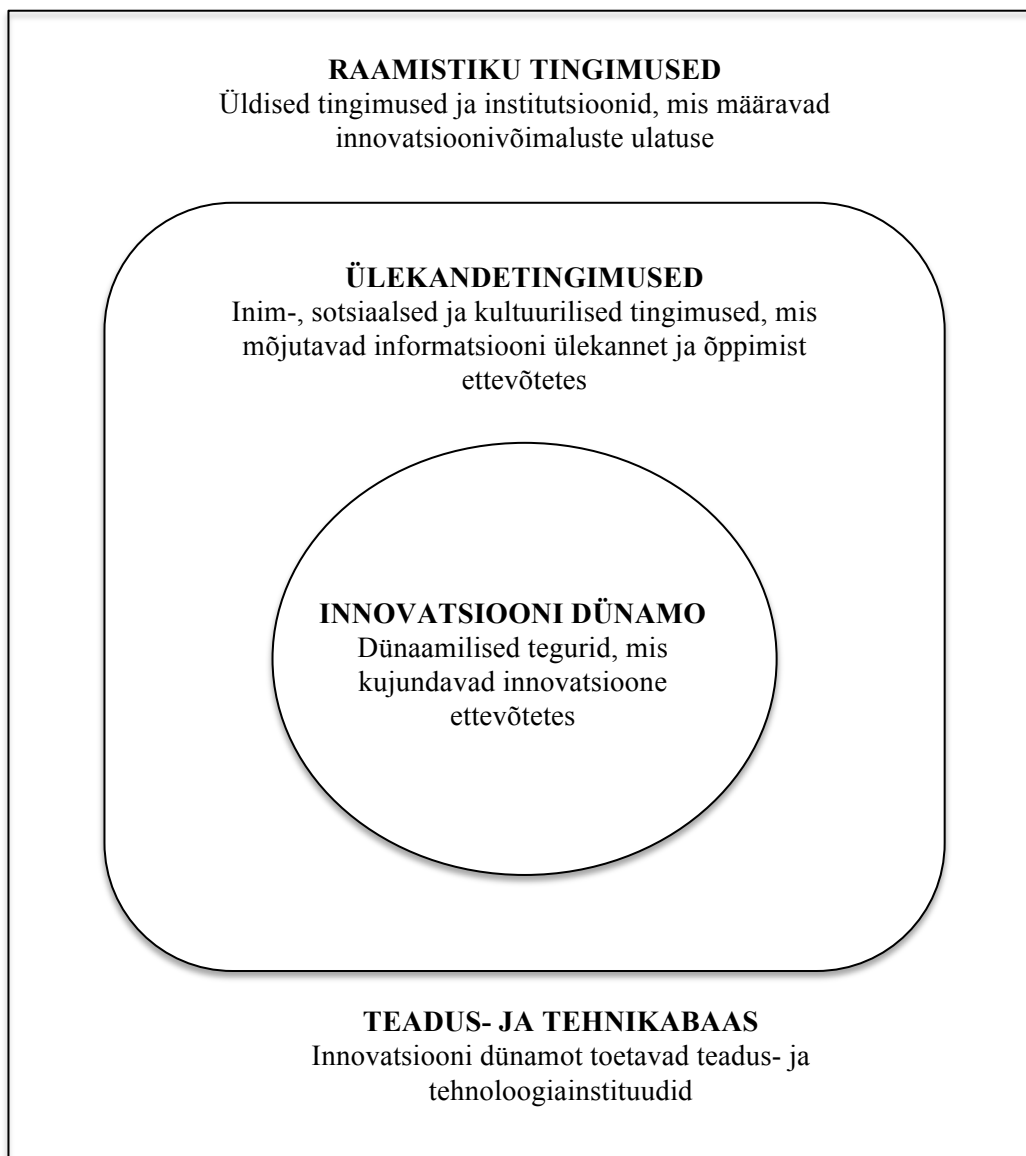 RAAMISTIKU TINGIMUSED
Üldised tingimused ja institutsioonid, mis määravad
innovatsioonivõimaluste ulatuse
ÜLEKANDETINGIMUSED
Inim-, sotsiaalsed ja kultuurilised tingimused, mis
mõjutavad informatsiooni ülekannet ja õppimist
ettevõtetes
INNOVATSIOONI DÜNAMO
Dünaamilised tegurid, mis
kujundavad innovatsioone
ettevõtetes
TEADUS- JA TEHNIKABAAS
Innovatsiooni dünamot toetavad teadus- ja
tehnoloogiainstituudid